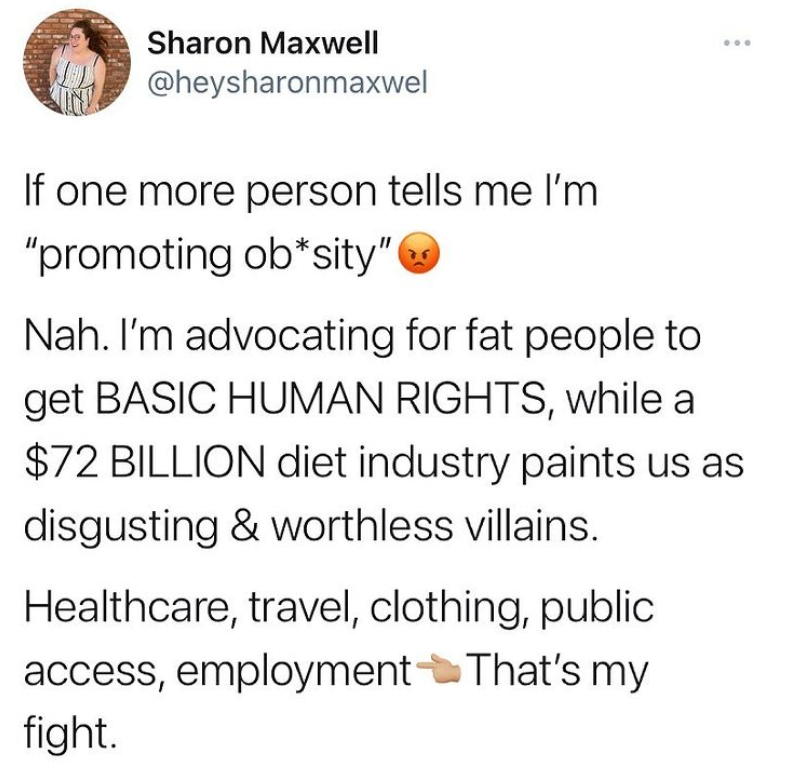 Sharon Maxwell
@heysharonmaxwel
If one more person tells me I’m
“promoting ob*sity”😡
Nah. I’m advocating for fat people to
get BASIC HUMAN RIGHTS, while a
$72 BILLION diet industry paints us as
disgusting & worthless villains.
Healthcare, travel, clothing, public
access, employment👈🏼That’s my
fight.